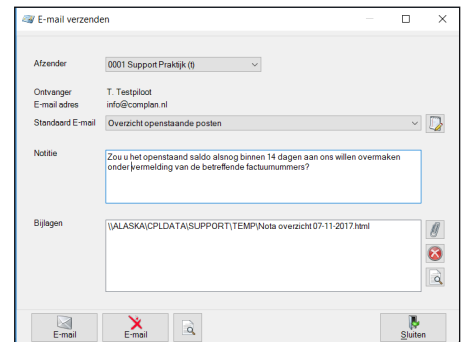 E-mail verzenden
Afzender
0001 Support Praktijk (t)
Ontvanger
T. Testpiloot
E-mail adres
info@complan.nl
Standaard E-mail
Overzicht openstaande posten
Notitie
Zou u het openstaand saldo alsnog binnen 14 dagen aan ons willen overmaken
onder vermelding van de betreffende factuurnummers?
Bijlagen
\\ALASKA\CPLDATA\SUPPORT\TEMP\Nota overzicht 07-11-2017.html
E-mail
E-mail
Sluiten